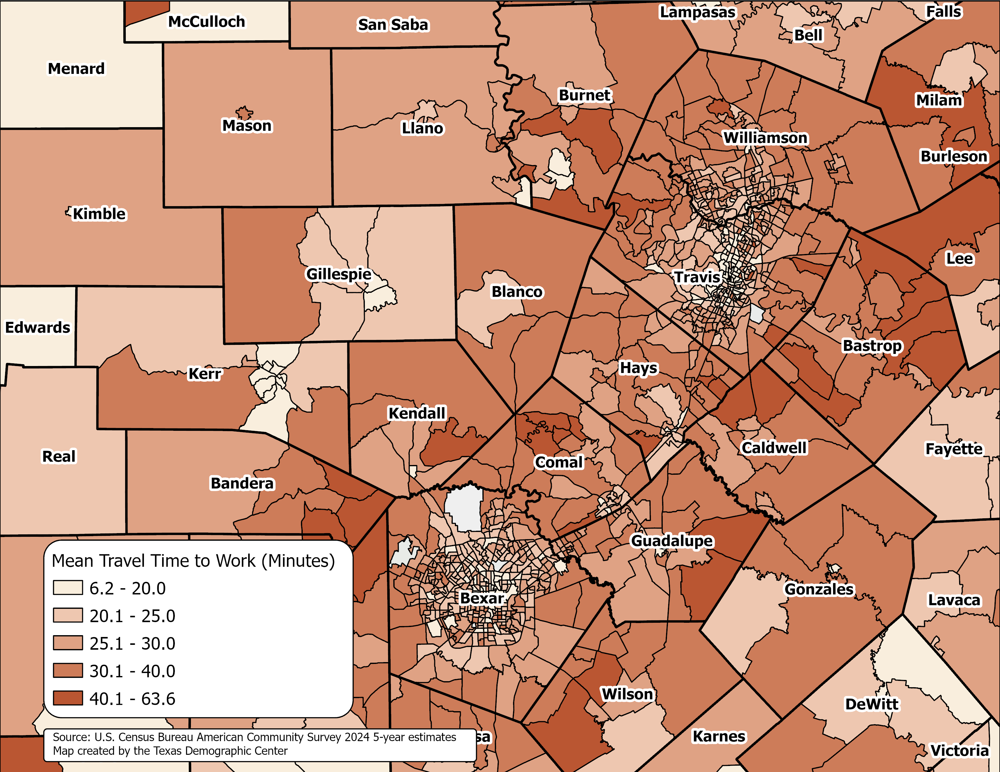 Lampasas
Falls
McCulloch
San Saba
Bell
Menard
Burnet
Milam
Mason
Llano
Williamson
Burleson
Kimble
Lee
Gillespie
Travis
Blanco
Edwards
Bastrop
Kerr
Hays
Kendall
Caldwell
Fayette
Real
Comal
Bandera
Guadalupe
Gonzales
Bexar
Lavaca
Wilson
DeWitt
Karnes
Victoria
Mean Travel Time to Work (Minutes)
6.2 - 20.0
20.1 - 25.0
25.1 - 30.0
30.1 - 40.0
40.1 - 63.6
Source: U.S. Census Bureau American Community Survey 2024 5-year estimates
Map created by the Texas Demographic Center
sa